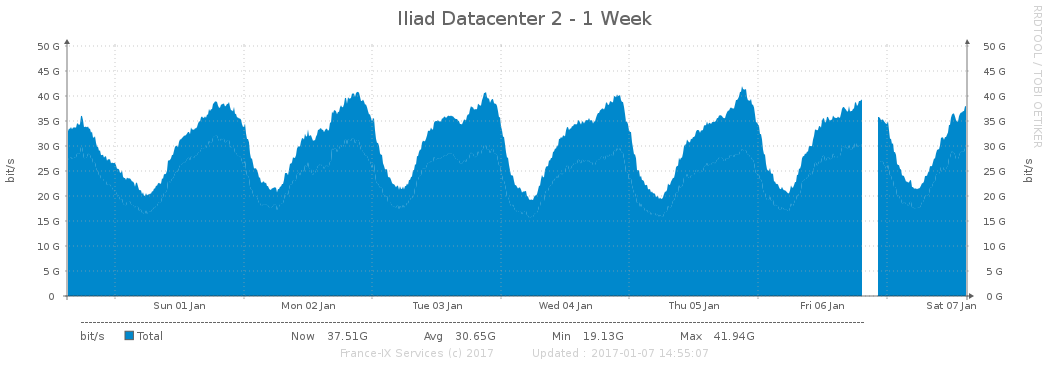 Iliad Datacenter 2 - 1 Week
RRDTOOL / TOBI OETIKER
bit/s
50 G
45 G
40 G
35 G
30 G
25 G
20 G
15 G
10 G
5 G
0
50 G
45 G
40 G
35 G
30 G
25 G
20 G
15 G
10 G
5 G
0 G
bit/s
Sun 01 Jan Mon 02 Jan Tue 03 Jan Wed 04 Jan Thu 05 Jan Fri 06 Jan Sat 07 Jan
bit/s Total Now 37.51G Avg 30.65G Min 19.13G Max 41.94G
France-IX Services (c) 2017 Updated : 2017-01-07 14:55:07